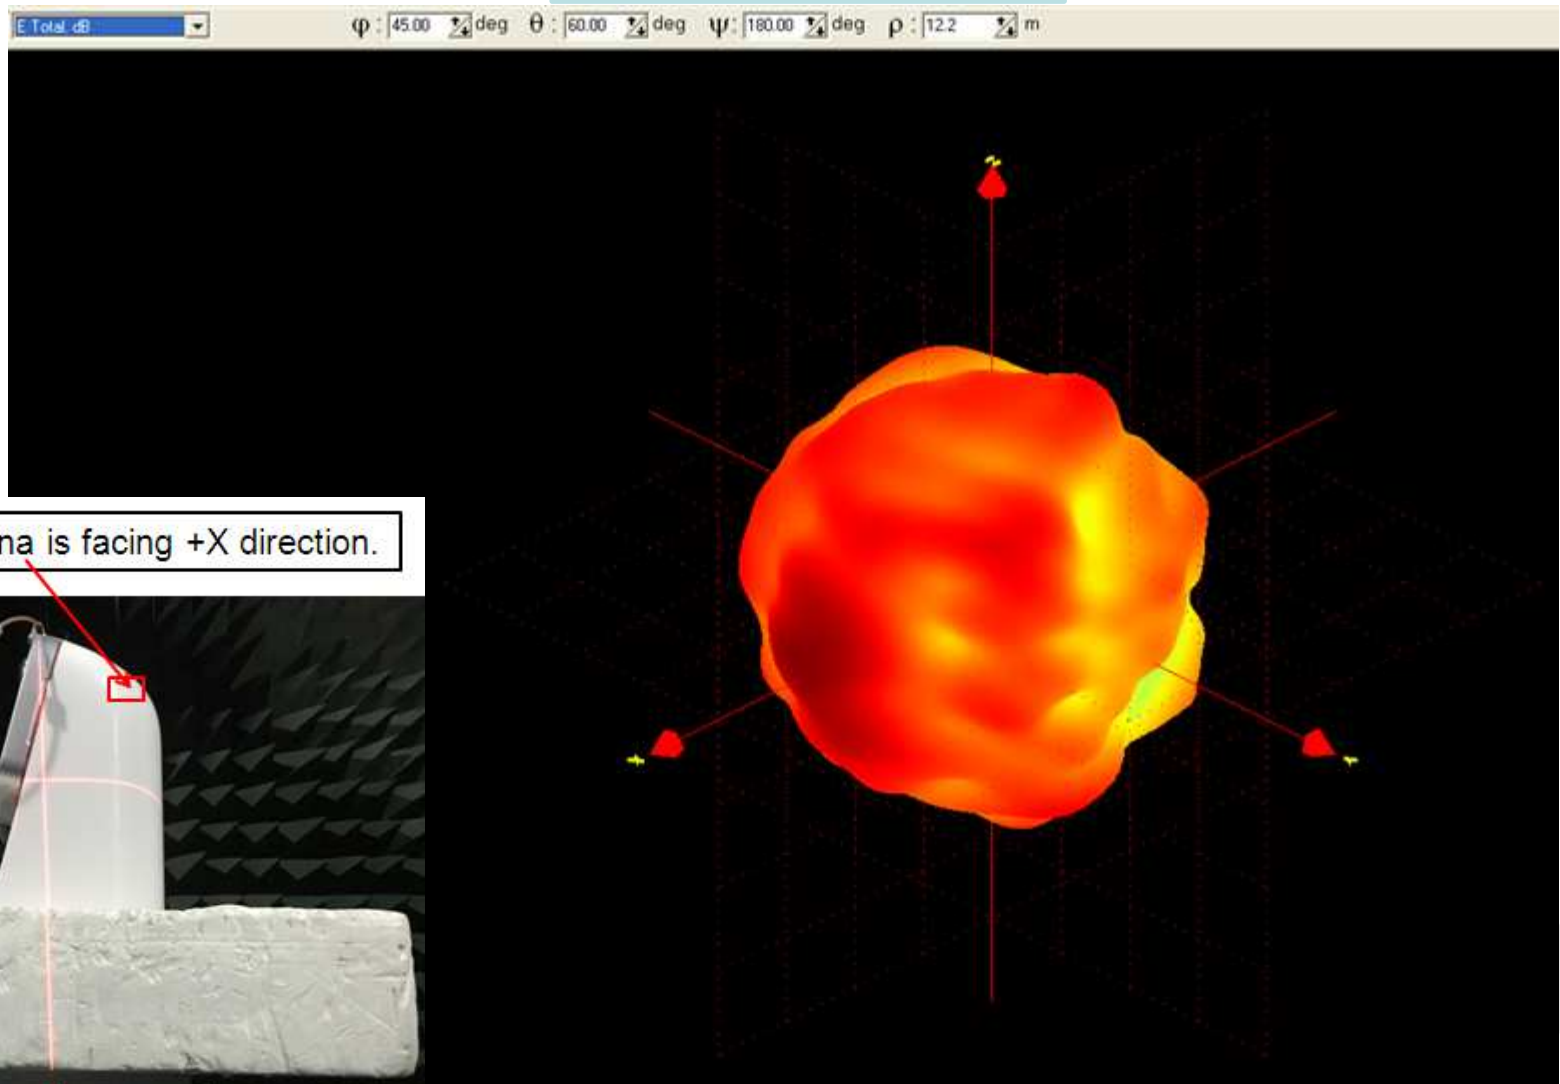 E Total, dB φ : 45.00 deg θ : 60.00 deg ψ: 180.00 deg ρ : 12.2 m
na is facing +X direction.